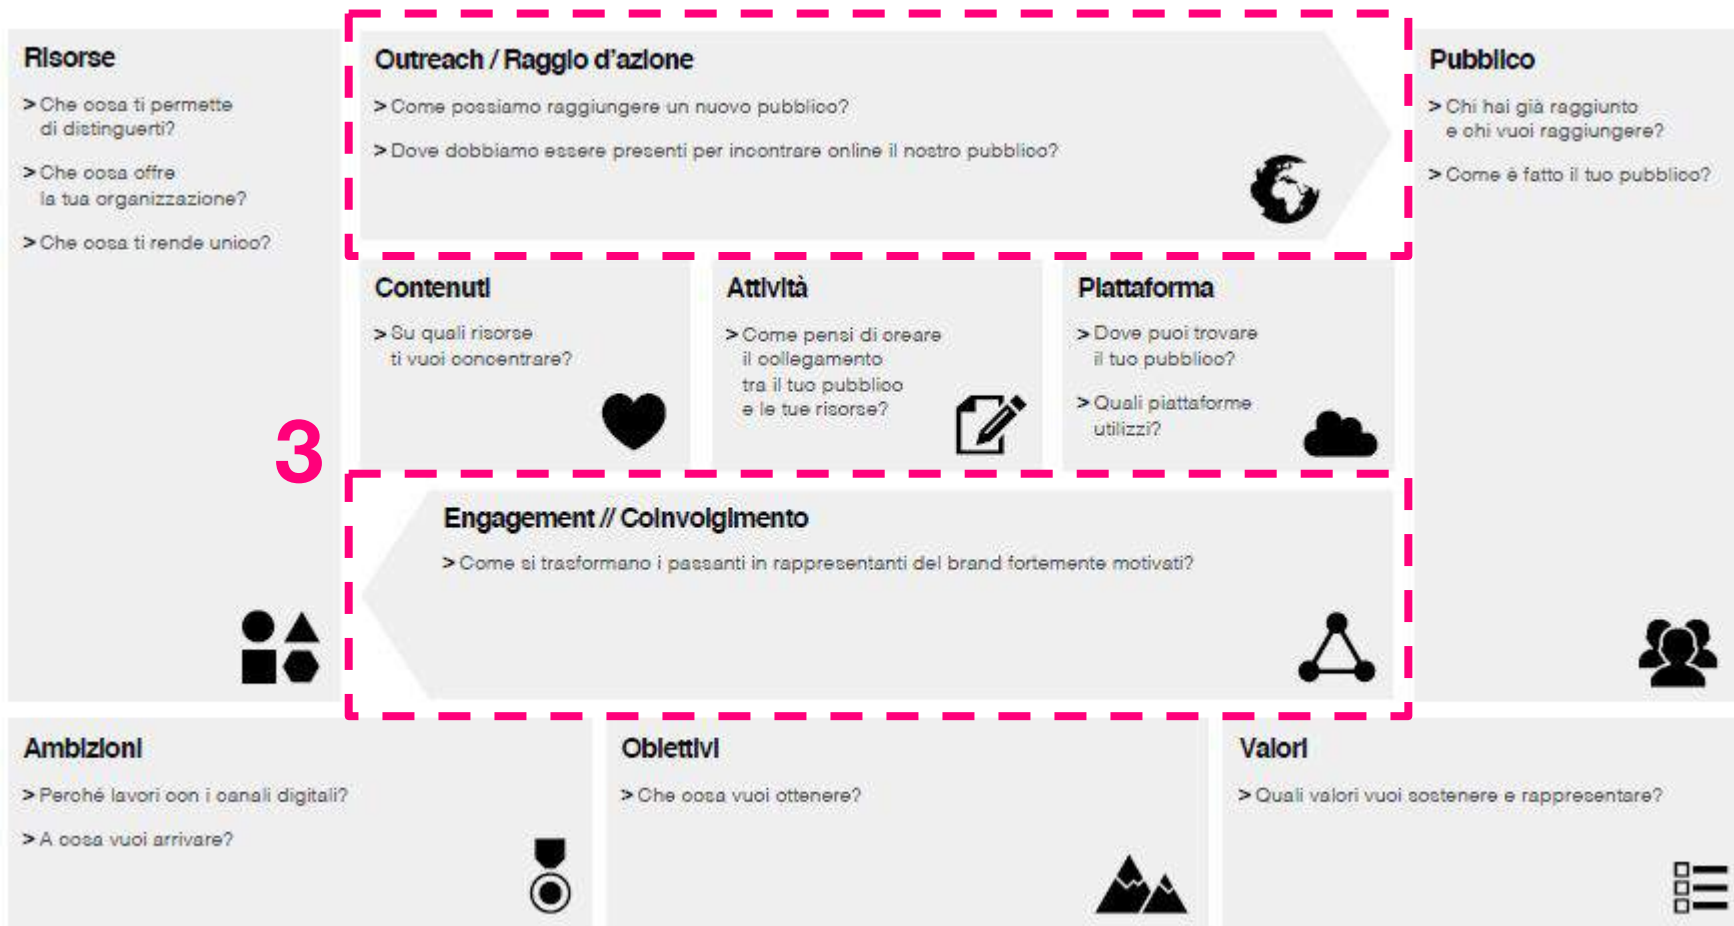 Risorse
> Che cosa ti permette
di distinguerti?
> Che cosa offre
la tua organizzazione?
> Che cosa ti rende unico?
Outreach / Raggio d'azione
> Come possiamo raggiungere un nuovo pubblico?
> Dove dobbiamo essere presenti per incontrare online il nostro pubblico?
Pubblico
> Chi hai già raggiunto
e chi vuoi raggiungere?
> Come è fatto il tuo pubblico?
Contenuti
> Su quali risorse
ti vuoi concentrare?
Attività
> Come pensi di creare
il collegamento
tra il tuo pubblico
e le tue risorse?
Piattaforma
> Dove puoi trovare
il tuo pubblico?
> Quali piattaforme
utilizzi?
3
Engagement // Coinvolgimento
> Come si trasformano i passanti in rappresentanti del brand fortemente motivati?
Ambizioni
> Perché lavori con i canali digitali?
> A cosa vuoi arrivare?
Obiettivi
> Che cosa vuoi ottenere?
Valori
> Quali valori vuoi sostenere e rappresentare?